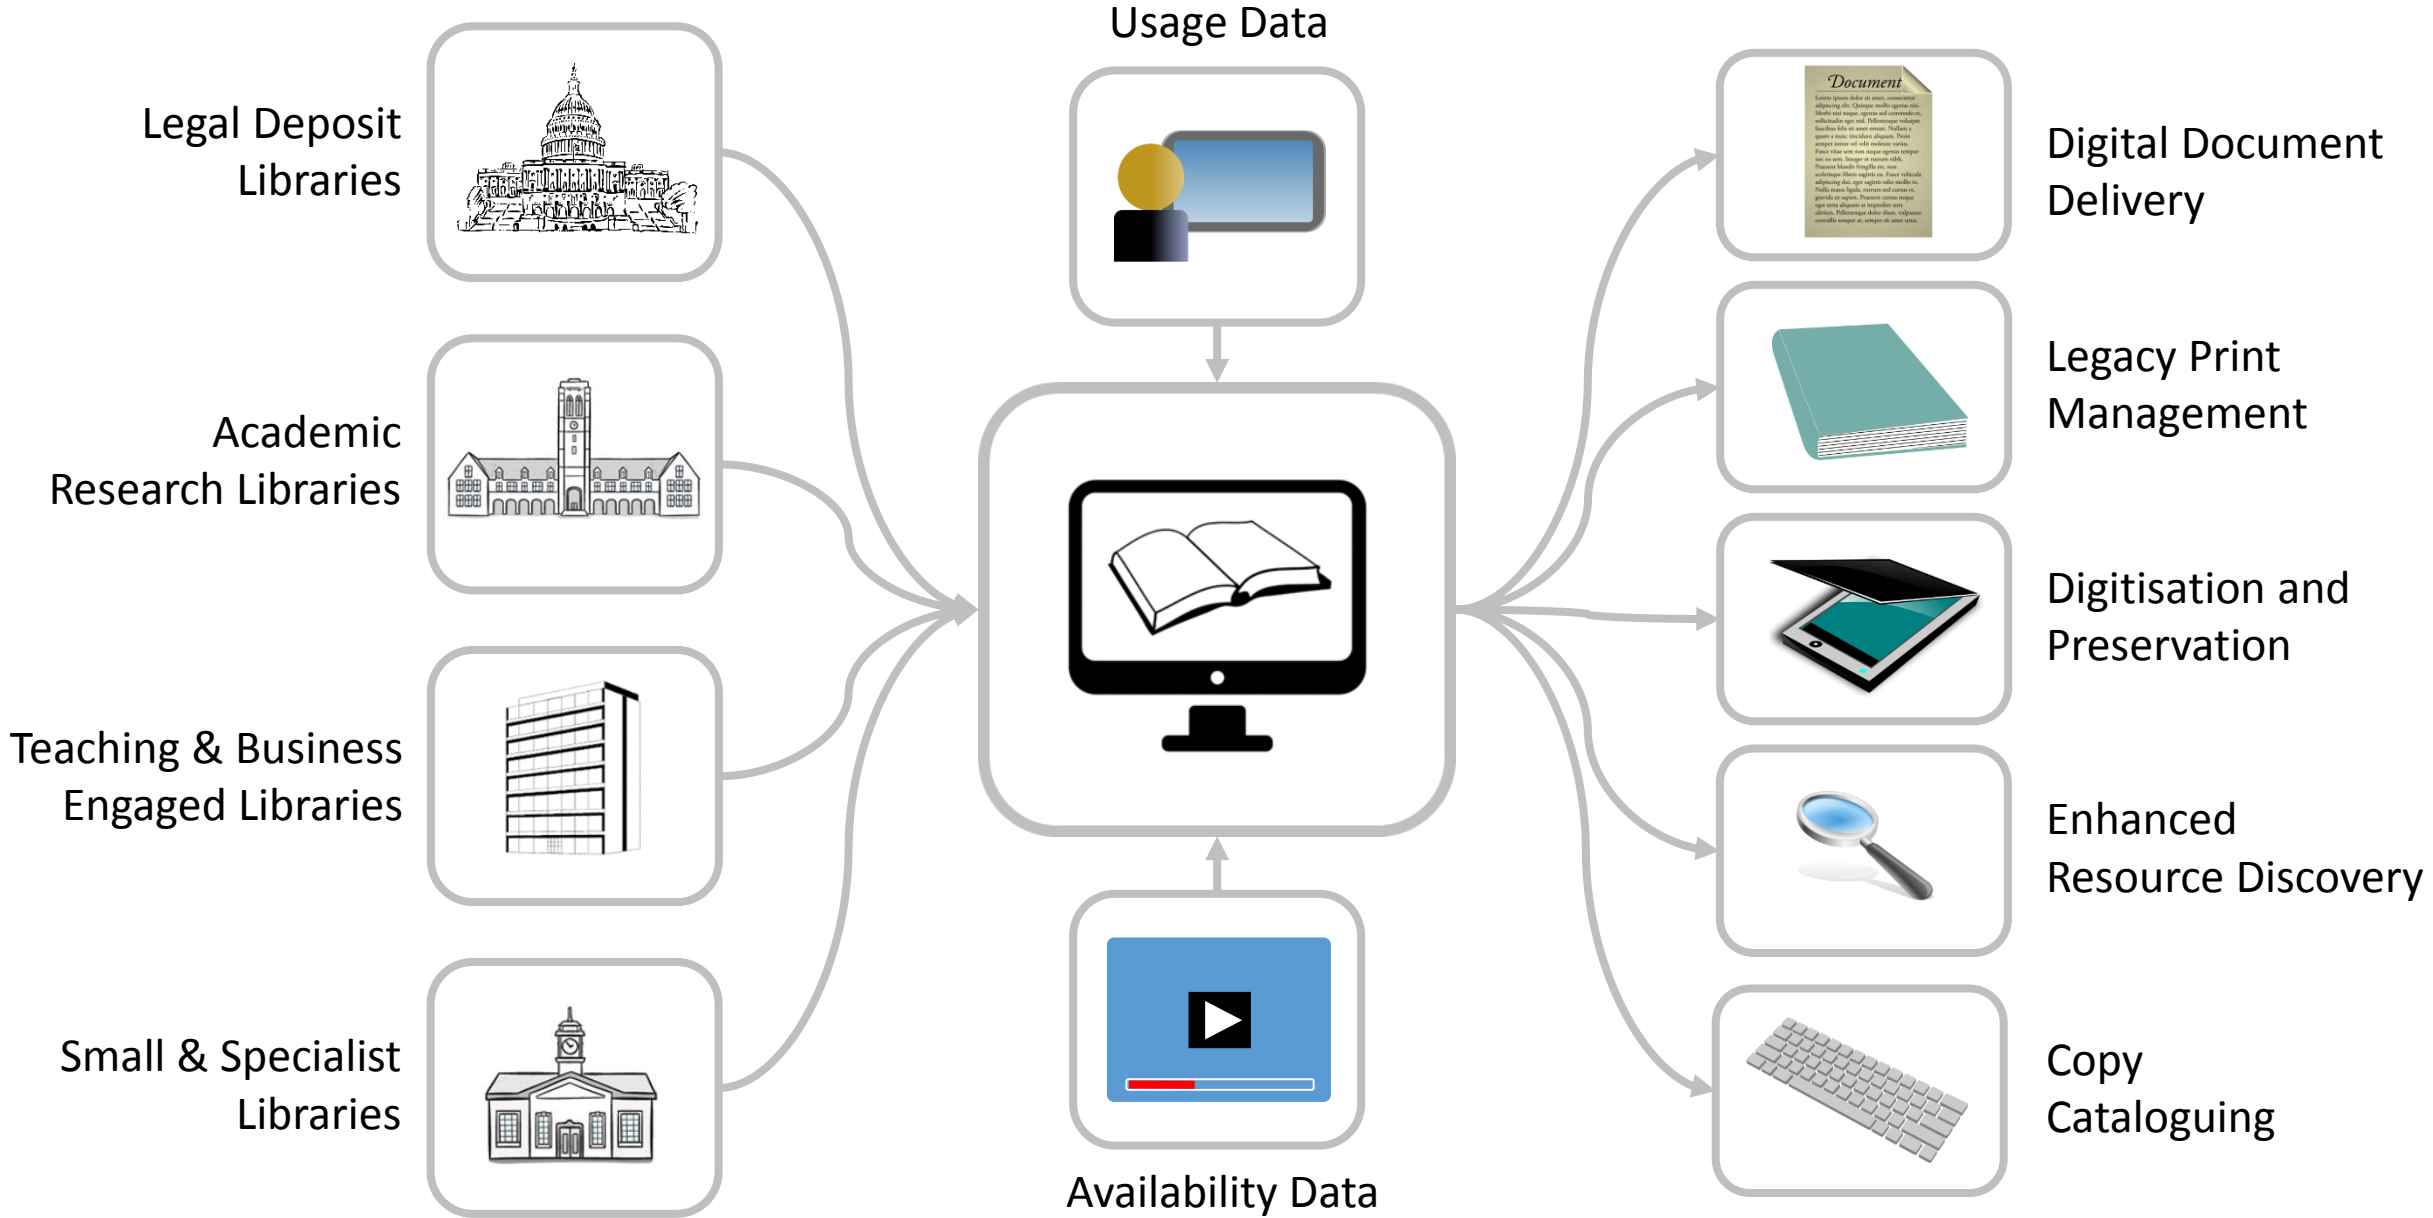 Usage Data
Legal Deposit
Libraries
Academic
Research Libraries
Teaching & Business
Engaged Libraries
Small & Specialist
Libraries
Availability Data
Document
Digital Document
Delivery
Legacy Print
Management
Digitisation and
Preservation
Enhanced
Resource Discovery
Copy
Cataloguing